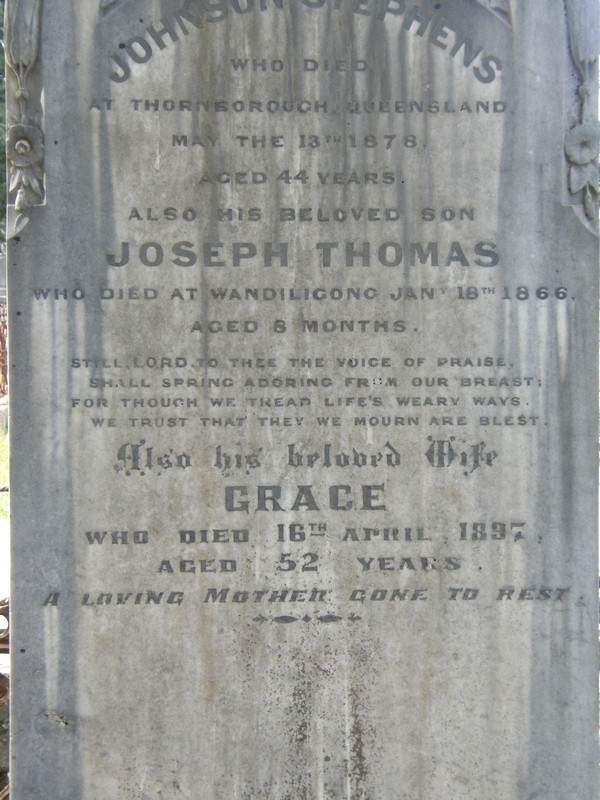 JOHNSON STEPHENS
WHO DIED
AT THORNBOROUGH, QUEENSLAND,
MAY THE 13TH 1878,
AGED 44 YEARS.
ALSO HIS BELOVED SON
JOSEPH THOMAS
WHO DIED AT WANDILIGONG JANY 18TH 1866,
AGED 8 MONTHS.
STILL, LORD, TO THEE THE VOICE OF PRAISE,
SHALL SPRING ADORING FROM OUR BREAST;
FOR THOUGH WE TREAD LIFE'S WEARY WAYS.
WE TRUST THAT THEY WE MOURN ARE BLEST.
Also his beloved Wife
GRACE
WHO DIED 16TH APRIL 1897,
AGED 52 YEARS.
A LOVING MOTHER GONE TO REST.